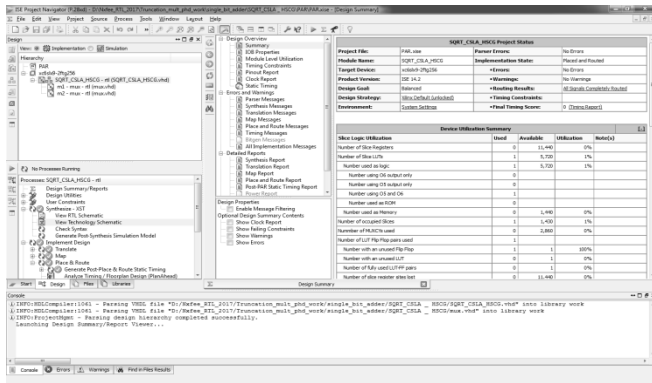 ISE Project Navigator (P.28xd) - D:\Nefee_RTL_2017\Truncation_mult_phd_work\single_bit_adder\SQRT_CSLA _ HSCG\PAR\PAR.xise - [Design Summary]
File Edit View Project Source Process Tools Window Layout Help
Design
View: Implementation Simulation
Hierarchy
PAR
xc6slx9-2ftg256
SQRT_CSLA_HSCG - rtl (SQRT_CSLA_HSCG.vhd)
m1 - mux - rtl (mux.vhd)
m2 - mux - rtl (mux.vhd)
No Processes Running
Processes: SQRT_CSLA_HSCG - rtl
Design Summary/Reports
Design Utilities
User Constraints
Synthesize - XST
View RTL Schematic
View Technology Schematic
Check Syntax
Generate Post-Synthesis Simulation Model
Implement Design
Translate
Map
Place & Route
Generate Post-Place & Route Static Timing
Analyze Timing / Floorplan Design (PlanAhead)
Start Design Files Libraries
Design Overview
Summary
IOB Properties
Module Level Utilization
Timing Constraints
Pinout Report
Clock Report
Static Timing
Errors and Warnings
Parser Messages
Synthesis Messages
Translation Messages
Map Messages
Place and Route Messages
Timing Messages
Bitgen Messages
All Implementation Messages
Detailed Reports
Synthesis Report
Translation Report
Map Report
Place and Route Report
Post-PAR Static Timing Report
Power Report
Design Properties
Enable Message Filtering
Optional Design Summary Contents
Show Clock Report
Show Failing Constraints
Show Warnings
Show Errors
Design Summary
SQRT_CSLA_HSCG Project Status
Project File: PAR.xise Parser Errors: No Errors
Module Name: SQRT_CSLA_HSCG Implementation State: Placed and Routed
Target Device: xc6slx9-2ftg256 •Errors: No Errors
Product Version: ISE 14.2 •Warnings: No Warnings
Design Goal: Balanced •Routing Results: All Signals Completely Routed
Design Strategy: Xilinx Default (unlocked) •Timing Constraints:
Environment: System Settings •Final Timing Score: 0 (Timing Report)
Device Utilization Summary [-]
Slice Logic Utilization Used Available Utilization Note(s)
Number of Slice Registers 0 11,440 0%
Number of Slice LUTs 1 5,720 1%
Number used as logic 1 5,720 1%
Number using O6 output only 0
Number using O5 output only 0
Number using O5 and O6 1
Number used as ROM 0
Number used as Memory 0 1,440 0%
Number of occupied Slices 1 1,430 1%
Nummber of MUXCYs used 0 2,860 0%
Number of LUT Flip Flop pairs used 1
Number with an unused Flip Flop 1 1 100%
Number with an unused LUT 0 1 0%
Number of fully used LUT-FF pairs 0 1 0%
Number of slice register sites lost 0 11,440 0%
Console
INFO:HDLCompiler:1061 - Parsing VHDL file "D:/Nefee_RTL_2017/Truncation_mult_phd_work/single_bit_adder/SQRT_CSLA _ HSCG/SQRT_CSLA_HSCG.vhd" into library work
INFO:HDLCompiler:1061 - Parsing VHDL file "D:/Nefee_RTL_2017/Truncation_mult_phd_work/single_bit_adder/SQRT_CSLA _ HSCG/mux.vhd" into library work
INFO:ProjectMgmt - Parsing design hierarchy completed successfully.
Launching Design Summary/Report Viewer...
Console Errors Warnings Find in Files Results